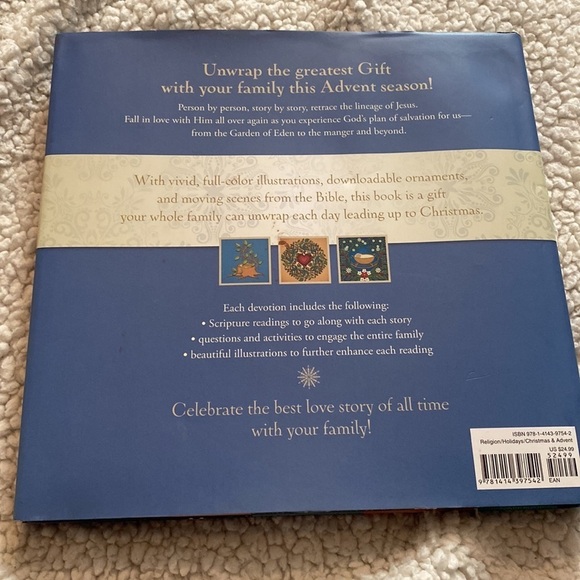 Unwrap the greatest Gift
with your family this Advent season!
Person by person, story by story, retrace the lineage of Jesus.
Fall in love with Him all over again as you experience God's plan of salvation for us—
from the Garden of Eden to the manger and beyond.
With vivid, full-color illustrations, downloadable ornaments,
and moving scenes from the Bible, this book is a gift
your whole family can unwrap each day leading up to Christmas.
Each devotion includes the following:
• Scripture readings to go along with each story
• questions and activities to engage the entire family
• beautiful illustrations to further enhance each reading
Celebrate the best love story of all time
with your family!
ISBN 978-1-4143-9754-2
Religion/Holidays/Christmas & Advent
US $24.99
52499
9781414397542
EAN